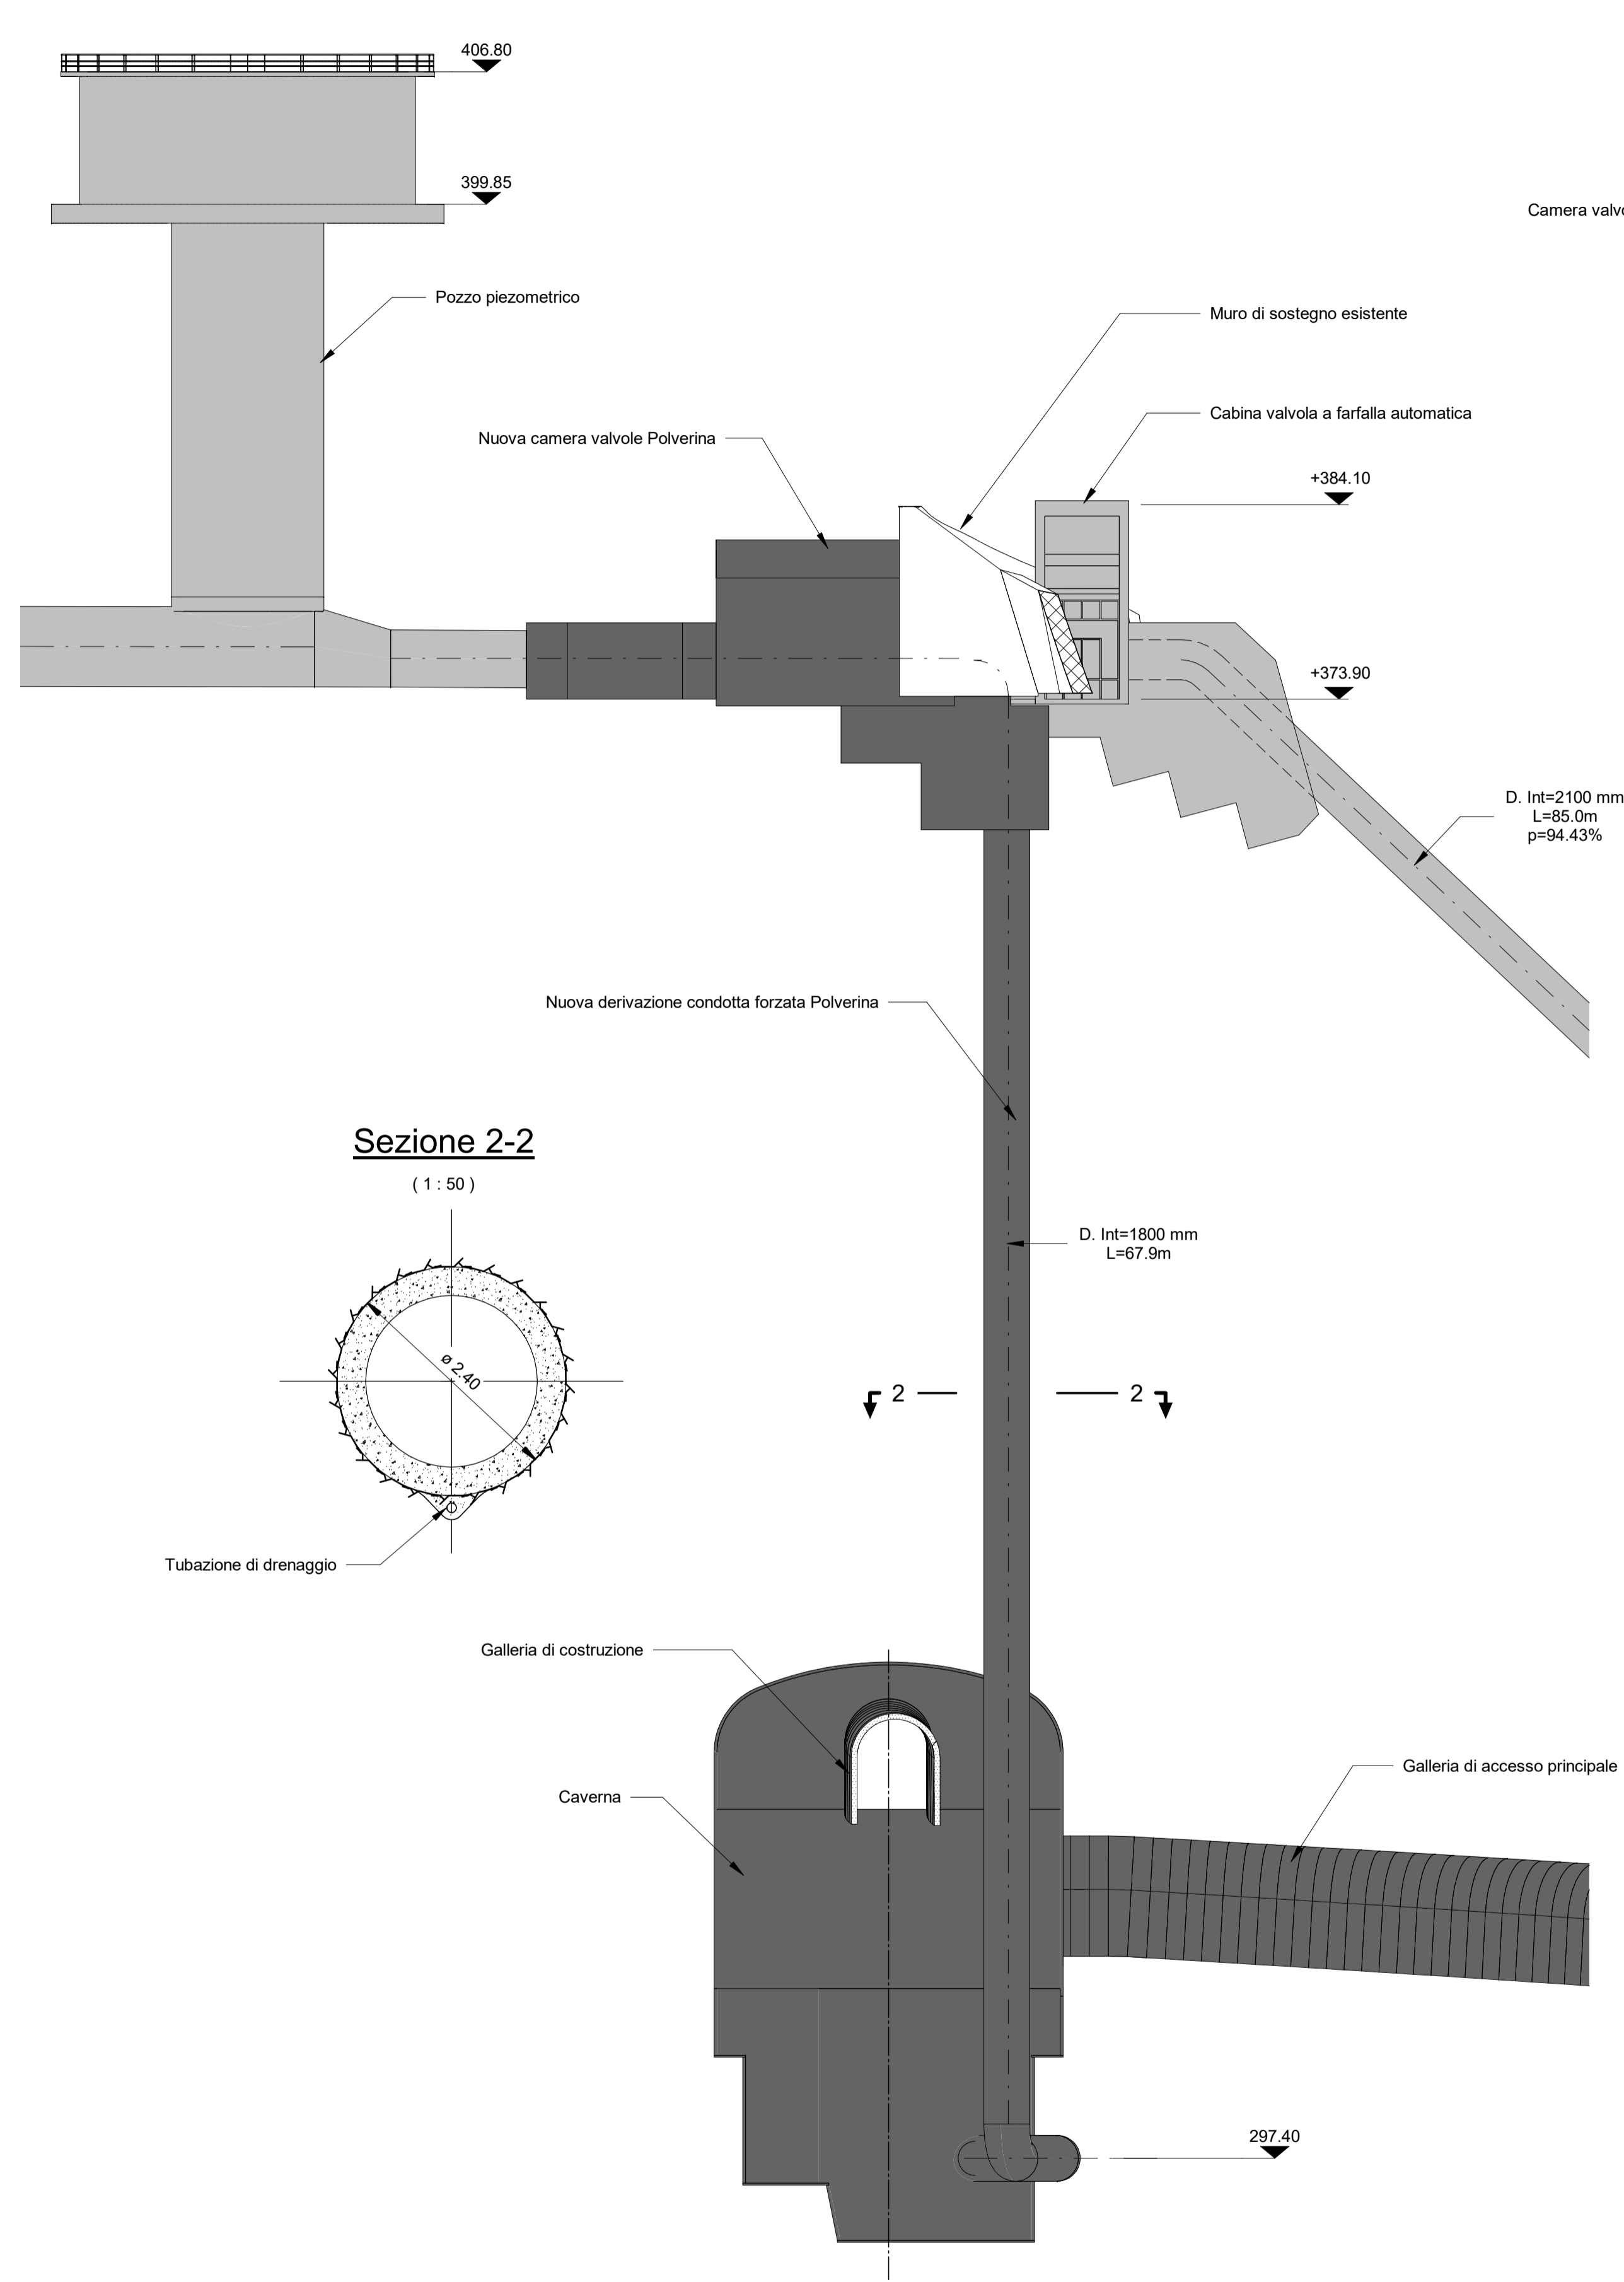 406.80
399.85
Camera valv
Pozzo piezometrico
Muro di sostegno esistente
Cabina valvola a farfalla automatica
Nuova camera valvole Polverina
+384.10
+373.90
D. Int=2100 mm
L=85.0m
p=94.43%
Nuova derivazione condotta forzata Polverina
Sezione 2-2
( 1 : 50 )
D. Int=1800 mm
L=67.9m
ø 2.40
2 2
Tubazione di drenaggio
Galleria di costruzione
Galleria di accesso principale
Caverna
297.40